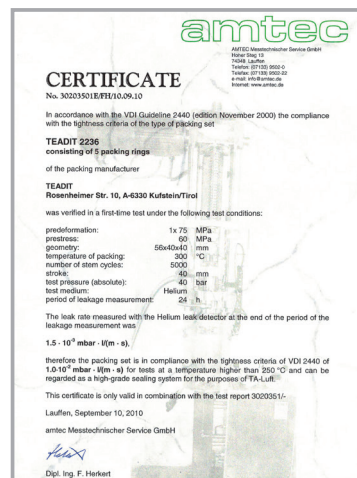 amtec
AMTEC Messtechnischer Service GmbH
Hoher Steg 13
74348 Lauffen
Telefon: (07133) 9502-0
Telefax: (07133) 9502-22
e-mail: info@amtec.de
Internet: www.amtec.de
CERTIFICATE
No. 30203501E/FH/10.09.10
In accordance with the VDI Guideline 2440 (edition November 2000) the compliance
with the tightness criteria of the type of packing set
TEADIT 2236
consisting of 5 packing rings
of the packing manufacturer
TEADIT
Rosenheimer Str. 10, A-6330 Kufstein/Tirol
was verified in a first-time test under the following test conditions:
predeformation: 1x 75 MPa
prestress: 60 MPa
geometry: 56x40x40 mm
temperature of packing: 300 °C
number of stem cycles: 5000
stroke: 40 mm
test pressure (absolute): 40 bar
test medium: Helium
period of leakage measurement: 24 h
The leak rate measured with the Helium leak detector at the end of the period of the
leakage measurement was
mbar · l/(m · s),
therefore the packing set is in compliance with the tightness criteria of VDI 2440 of
mbar · l/(m · s) for tests at a temperature higher than 250 °C and can be
regarded as a high-grade sealing system for the purposes of TA-Luft.
This certificate is only valid in combination with the test report 3020351/-
Lauffen, September 10, 2010
amtec Messtechnischer Service GmbH
Dipl. Ing. F. Herkert